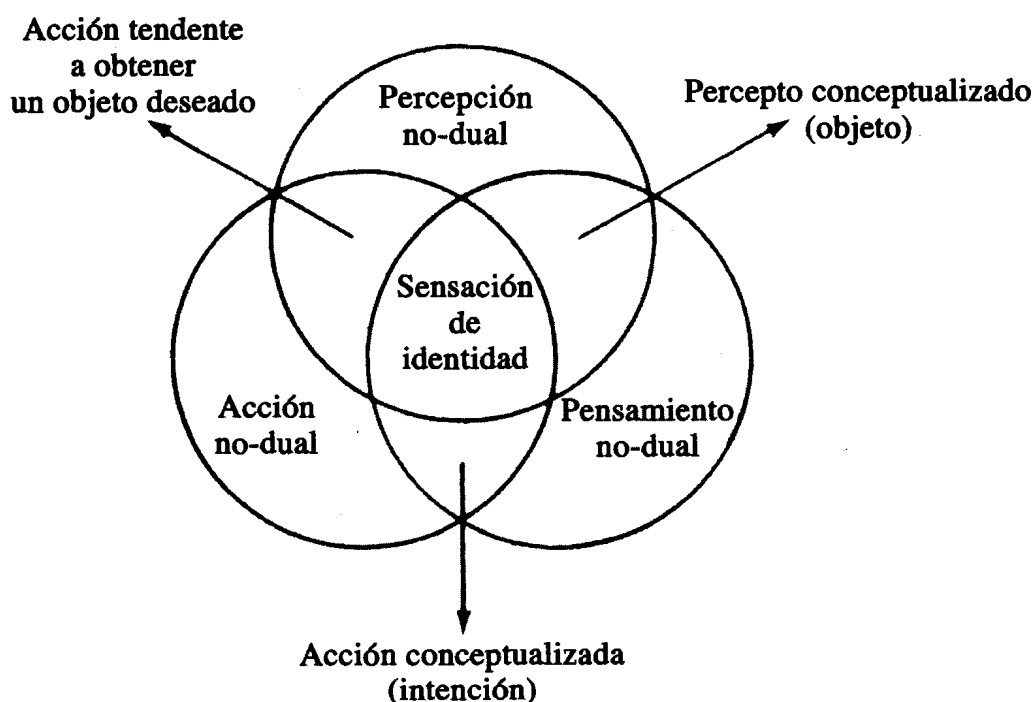 Acción tendente
a obtener
un objeto deseado
Percepción
no-dual
Percepto conceptualizado
(objeto)
Sensación
de
identidad
Acción
no-dual
Pensamiento
no-dual
Acción conceptualizada
(intención)